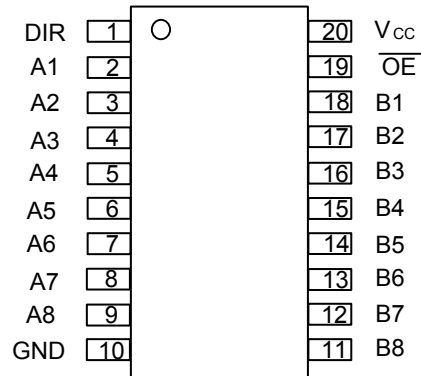 DIR 1 20 VCC
A1 2 19 OE
A2 3 18 B1
A3 4 17 B2
A4 5 16 B3
A5 6 15 B4
A6 7 14 B5
A7 8 13 B6
A8 9 12 B7
GND 10 11 B8